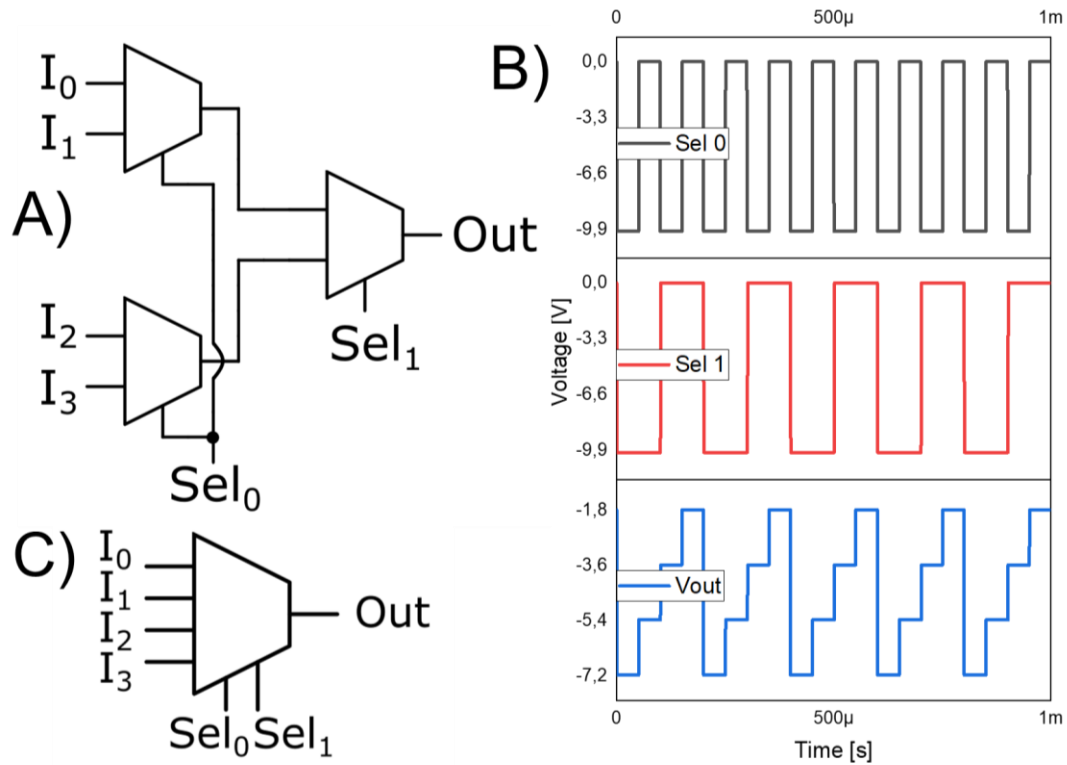 A)
I0
I1
I2
I3
Sel0
Sel1
Out
B)
0 500µ 1m
0,0
-3,3
-6,6
-9,9
Sel 0
0,0
-3,3
-6,6
-9,9
Sel 1
-1,8
-3,6
-5,4
-7,2
Vout
Voltage [V]
0 500µ 1m
Time [s]
C)
I0
I1
I2
I3
Sel0 Sel1
Out